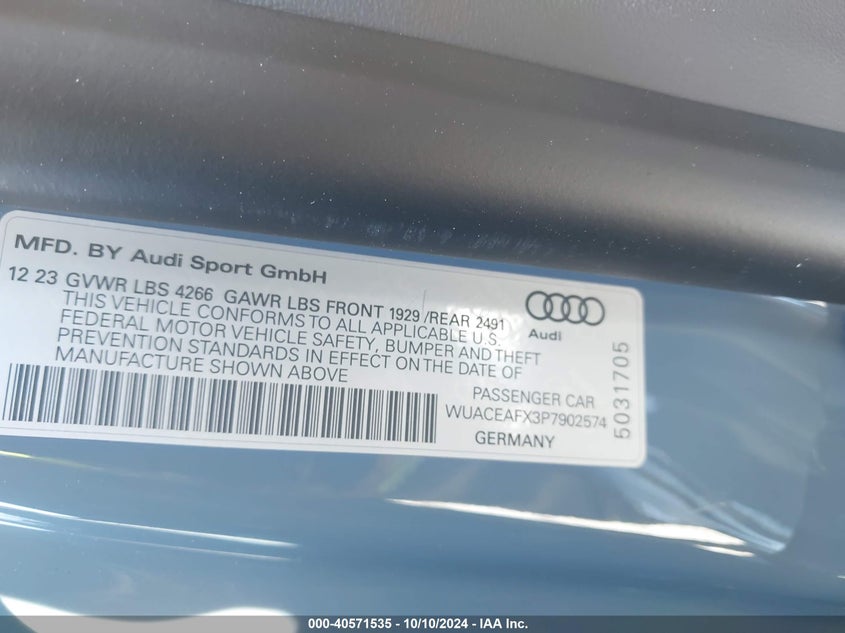 MFD. BY Audi Sport GmbH
12 23 GVWR LBS 4266 GAWR LBS FRONT 1929 /REAR 2491
THIS VEHICLE CONFORMS TO ALL APPLICABLE U.S.
FEDERAL MOTOR VEHICLE SAFETY, BUMPER AND THEFT
PREVENTION STANDARDS IN EFFECT ON THE DATE OF
MANUFACTURE SHOWN ABOVE
Audi
PASSENGER CAR
WUACEAFX3P7902574
GERMANY
5031705
000-40571535 - 10/10/2024 - IAA Inc.